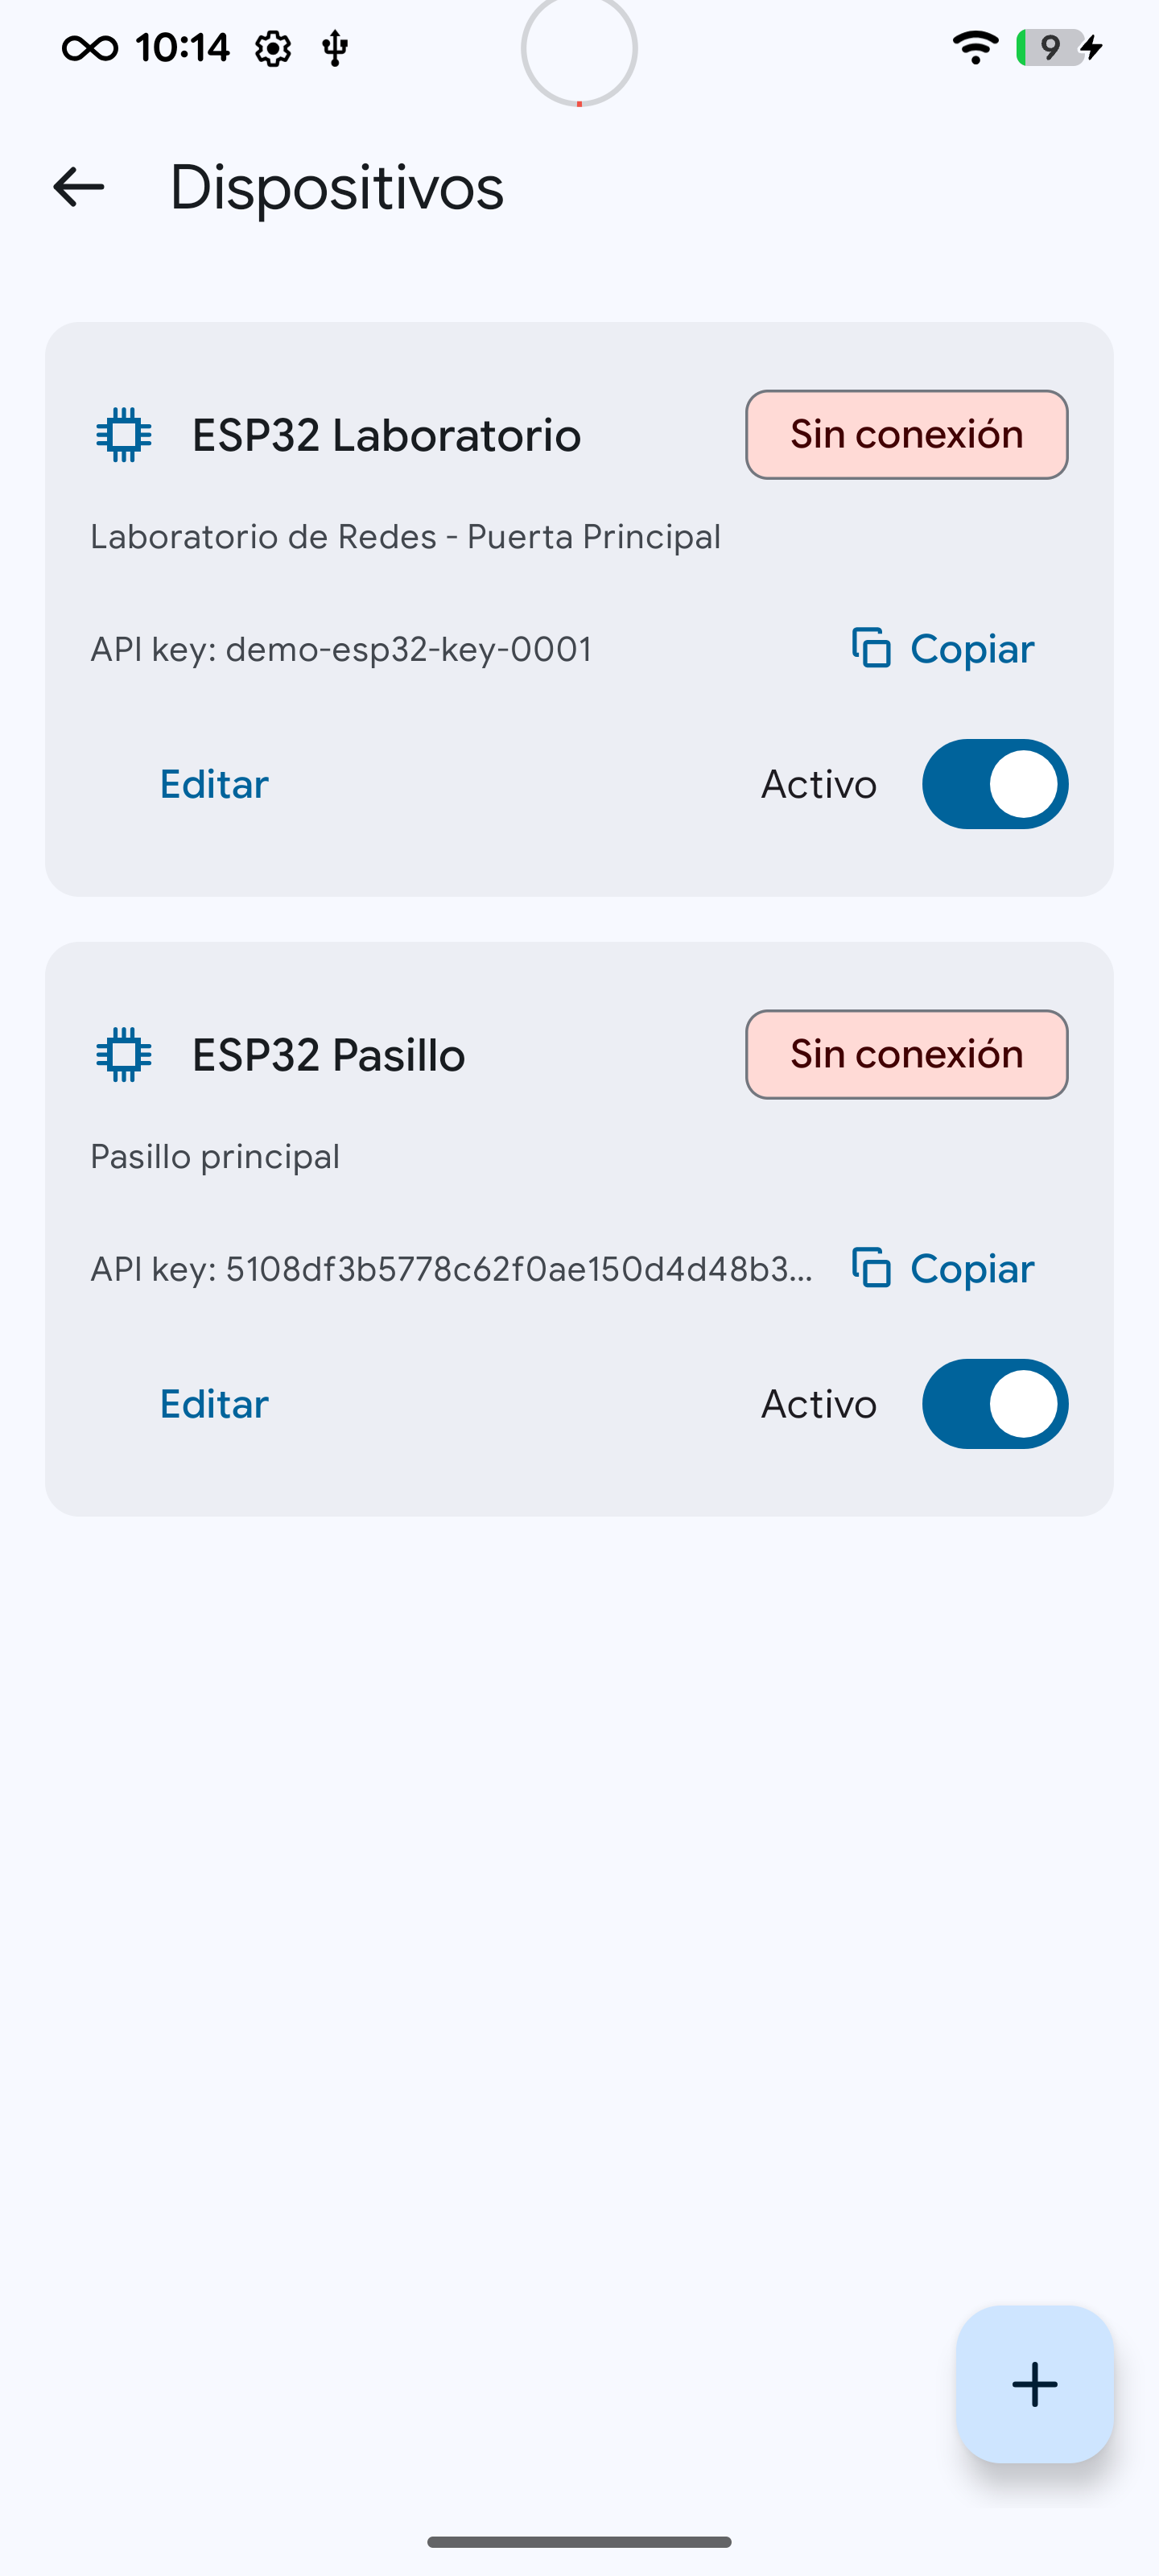 10:14
9
Dispositivos
ESP32 Laboratorio
Sin conexión
Laboratorio de Redes - Puerta Principal
API key: demo-esp32-key-0001
Copiar
Editar
Activo
ESP32 Pasillo
Sin conexión
Pasillo principal
API key: 5108df3b5778c62f0ae150d4d48b3...
Copiar
Editar
Activo